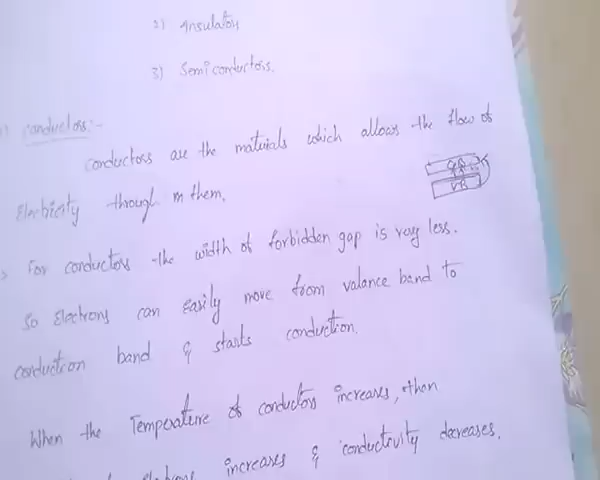 2) Insulators
3) Semiconductors.
1) Conductors:-
Conductors are the materials which allows the flow of
Electricity through m them.
For conductors the width of forbidden gap is very less.
So Electrons can easily move from valance band to
conduction band & starts conduction.
When the Temperature of conductors increases, than
increases & conductivity decreases.